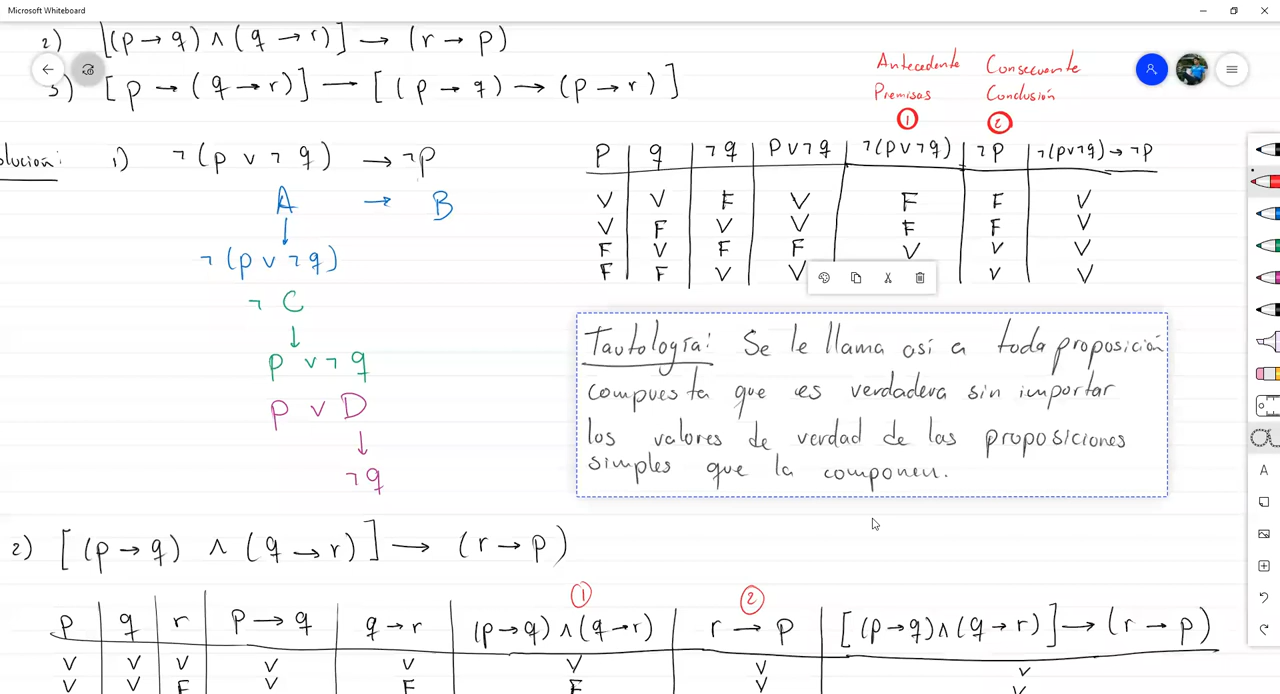 Microsoft Whiteboard
2) [(p → q) ∧ (q → r)] → (r → p)
3) [p → (q → r)] → [(p → q) → (p → r)]
Antecedente Consecuente
Premisas Conclusión
① ②
olución: 1) ¬(p ∨ ¬q) → ¬p
A → B
↓
¬(p ∨ ¬q)
¬ C
↓
p ∨ ¬q
p ∨ D
↓
¬q
p | q | ¬q | p∨¬q | ¬(p∨¬q) | ¬p | ¬(p∨¬q) → ¬p
V | V | F | V | F | F | V
V | F | V | V | F | F | V
F | V | F | F | V | V | V
F | F | V | V | V | V
Tautología: Se le llama así a toda proposición
compuesta que es verdadera sin importar
los valores de verdad de las proposiciones
simples que la componen.
2) [(p → q) ∧ (q → r)] → (r → p)
① ②
p | q | r | p → q | q → r | (p → q) ∧ (q → r) | r → p | [(p → q) ∧ (q → r)] → (r → p)
V | V | V | V | V | V | V | V
V | V | F | V | F | F | V | V
A